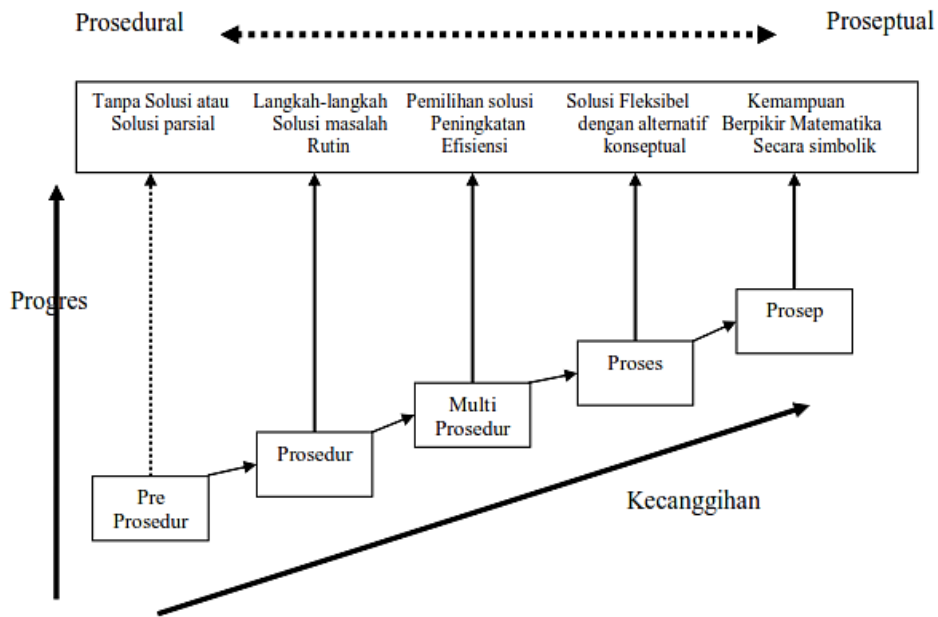 Prosedural
Proseptual
Tanpa Solusi atau
Solusi parsial
Langkah-langkah
Solusi masalah
Rutin
Pemilihan solusi
Peningkatan
Efisiensi
Solusi Fleksibel
dengan alternatif
konseptual
Kemampuan
Berpikir Matematika
Secara simbolik
Progres
Prosep
Proses
Multi
Prosedur
Prosedur
Pre
Prosedur
Kecanggihan